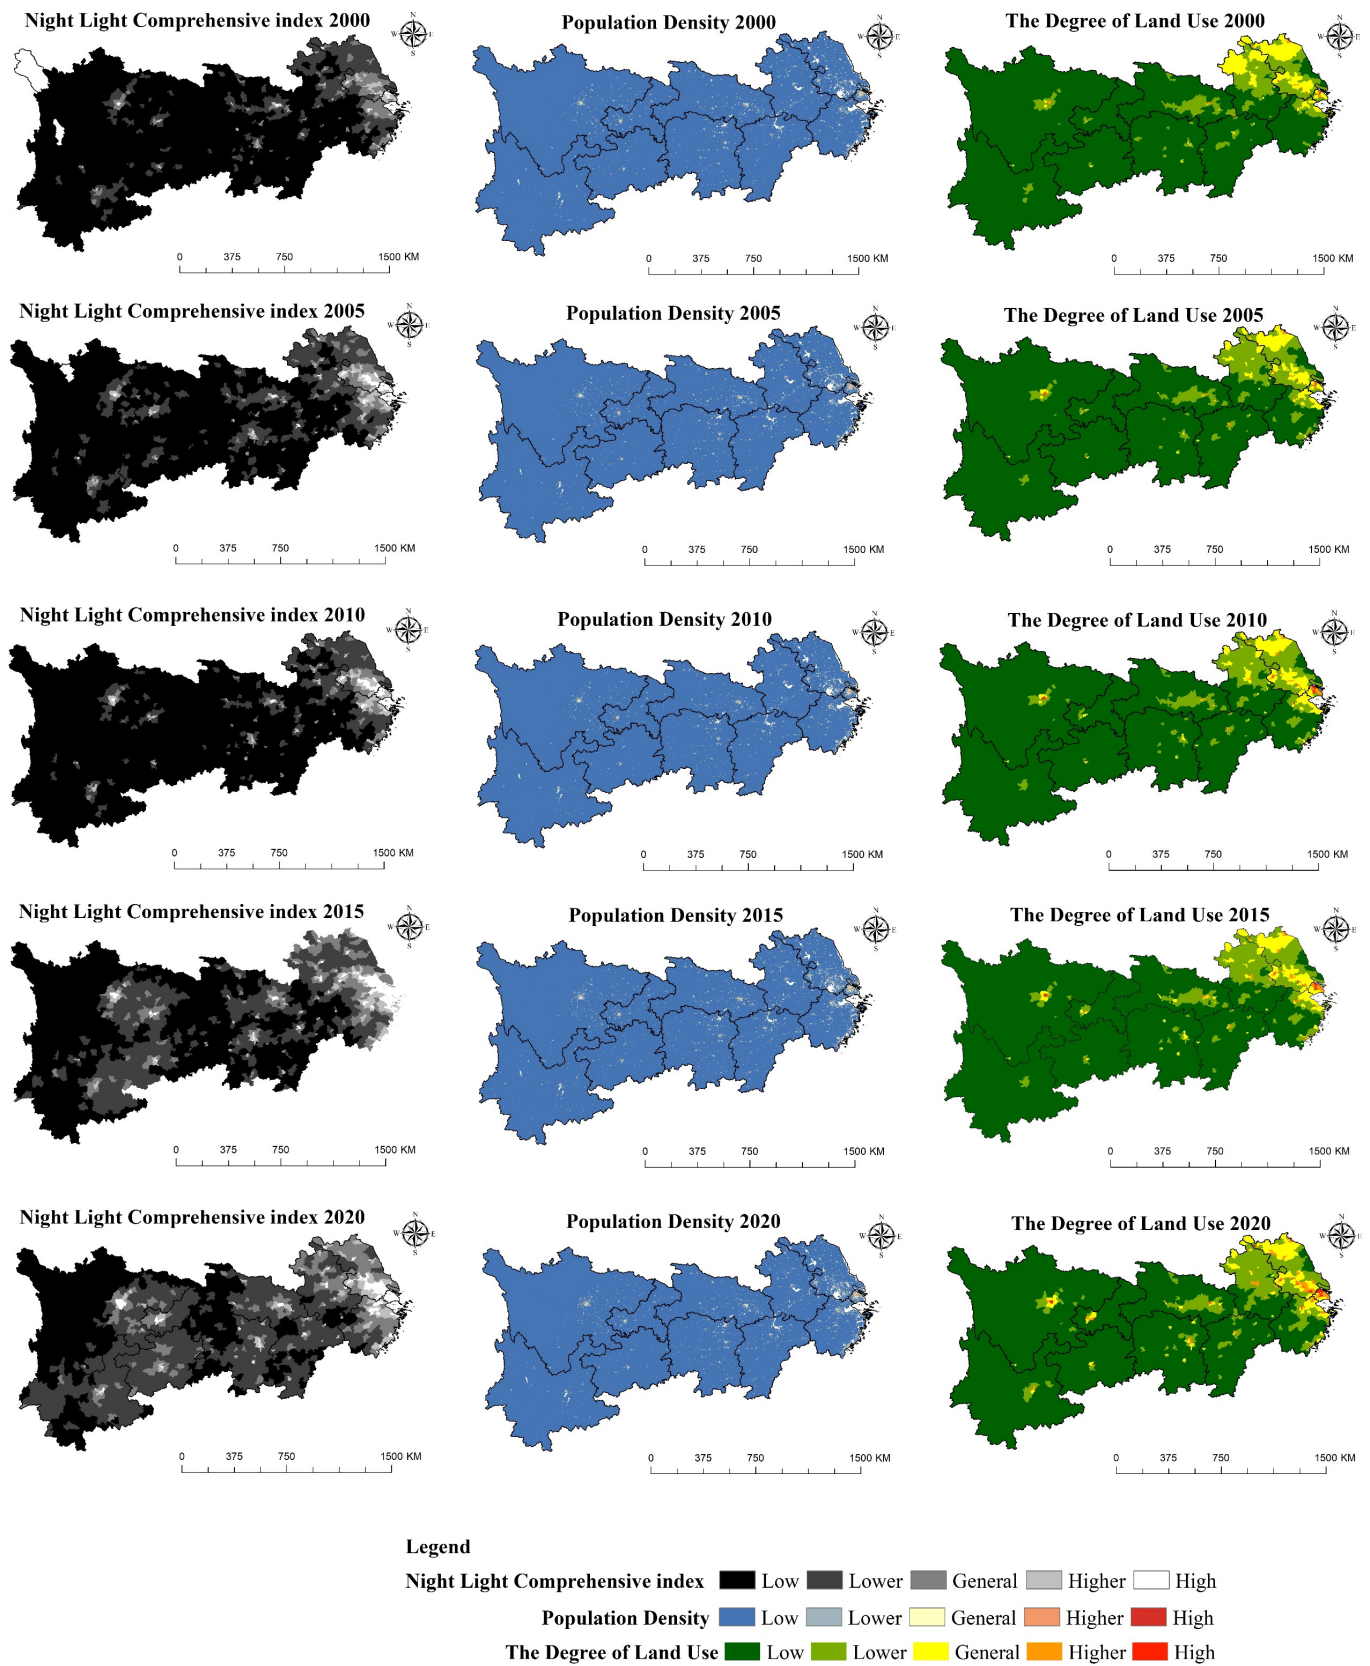 Night Light Comprehensive index 2000
Population Density 2000
The Degree of Land Use 2000
N
W E
S
N
W E
S
N
W E
S
0 375 750 1500 KM
0 375 750 1500 KM
0 375 750 1500 KM
Night Light Comprehensive index 2005
Population Density 2005
The Degree of Land Use 2005
N
W E
S
N
W E
S
N
W E
S
0 375 750 1500 KM
0 375 750 1500 KM
0 375 750 1500 KM
Night Light Comprehensive index 2010
Population Density 2010
The Degree of Land Use 2010
N
W E
S
N
W E
S
N
W E
S
0 375 750 1500 KM
0 375 750 1500 KM
0 375 750 1500 KM
Night Light Comprehensive index 2015
Population Density 2015
The Degree of Land Use 2015
N
W E
S
N
W E
S
N
W E
S
0 375 750 1500 KM
0 375 750 1500 KM
0 375 750 1500 KM
Night Light Comprehensive index 2020
Population Density 2020
The Degree of Land Use 2020
N
W E
S
N
W E
S
N
W E
S
0 375 750 1500 KM
0 375 750 1500 KM
0 375 750 1500 KM
Legend
Night Light Comprehensive index Low Lower General Higher High
Population Density Low Lower General Higher High
The Degree of Land Use Low Lower General Higher High